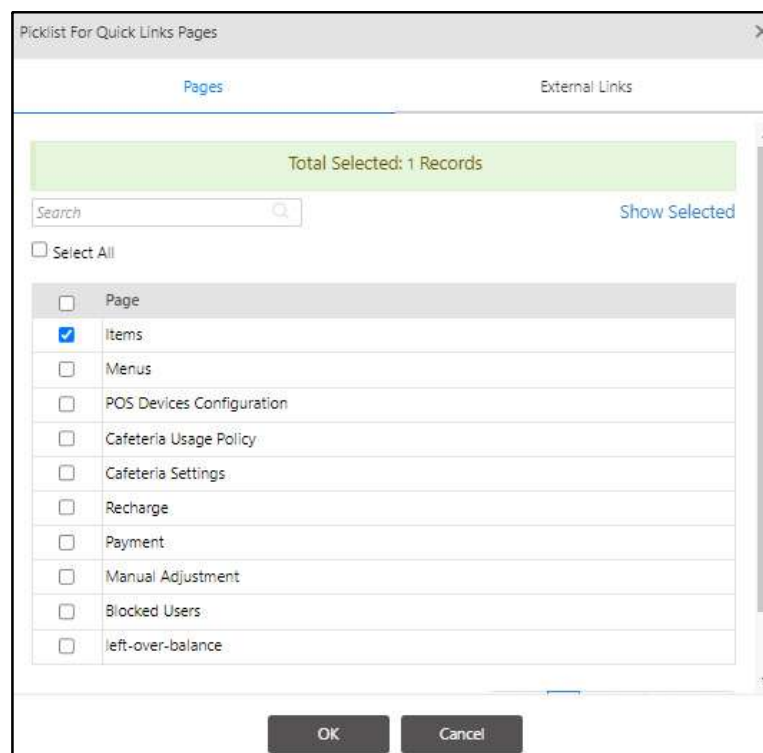 Picklist For Quick Links Pages
Pages External Links
Total Selected: 1 Records
Search Show Selected
Select All
Page
Items
Menus
POS Devices Configuration
Cafeteria Usage Policy
Cafeteria Settings
Recharge
Payment
Manual Adjustment
Blocked Users
left-over-balance
OK Cancel